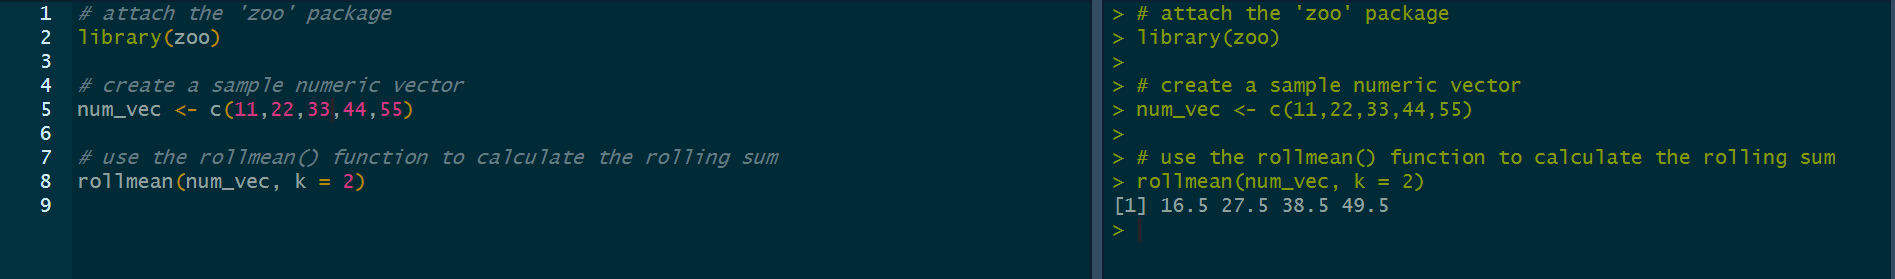 1 # attach the 'zoo' package
2 library(zoo)
3
4 # create a sample numeric vector
5 num_vec <- c(11,22,33,44,55)
6
7 # use the rollmean() function to calculate the rolling sum
8 rollmean(num_vec, k = 2)
9
> # attach the 'zoo' package
> library(zoo)
>
> # create a sample numeric vector
> num_vec <- c(11,22,33,44,55)
>
> # use the rollmean() function to calculate the rolling sum
> rollmean(num_vec, k = 2)
[1] 16.5 27.5 38.5 49.5
>